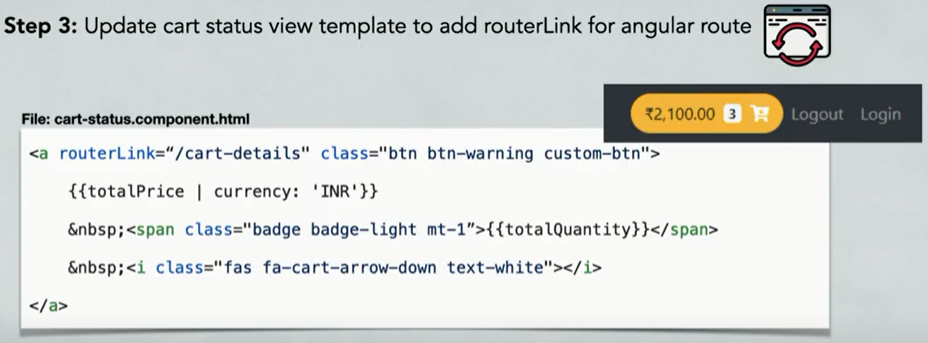 Step 3: Update cart status view template to add routerLink for angular route
₹2,100.00 3 Logout Login
File: cart-status.component.html
<a routerLink=“/cart-details" class="btn btn-warning custom-btn">
{{totalPrice | currency: 'INR'}}
&nbsp;<span class="badge badge-light mt-1”>{{totalQuantity}}</span>
&nbsp;<i class="fas fa-cart-arrow-down text-white"></i>
</a>